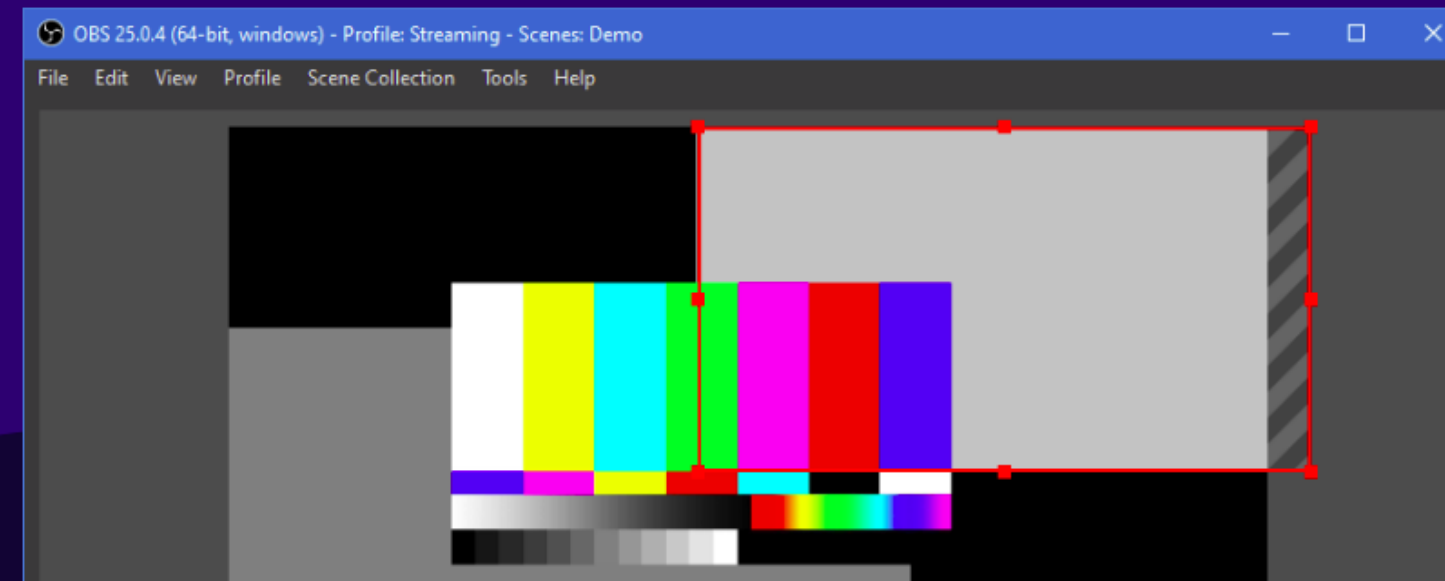 OBS 25.0.4 (64-bit, windows) - Profile: Streaming - Scenes: Demo
File Edit View Profile Scene Collection Tools Help